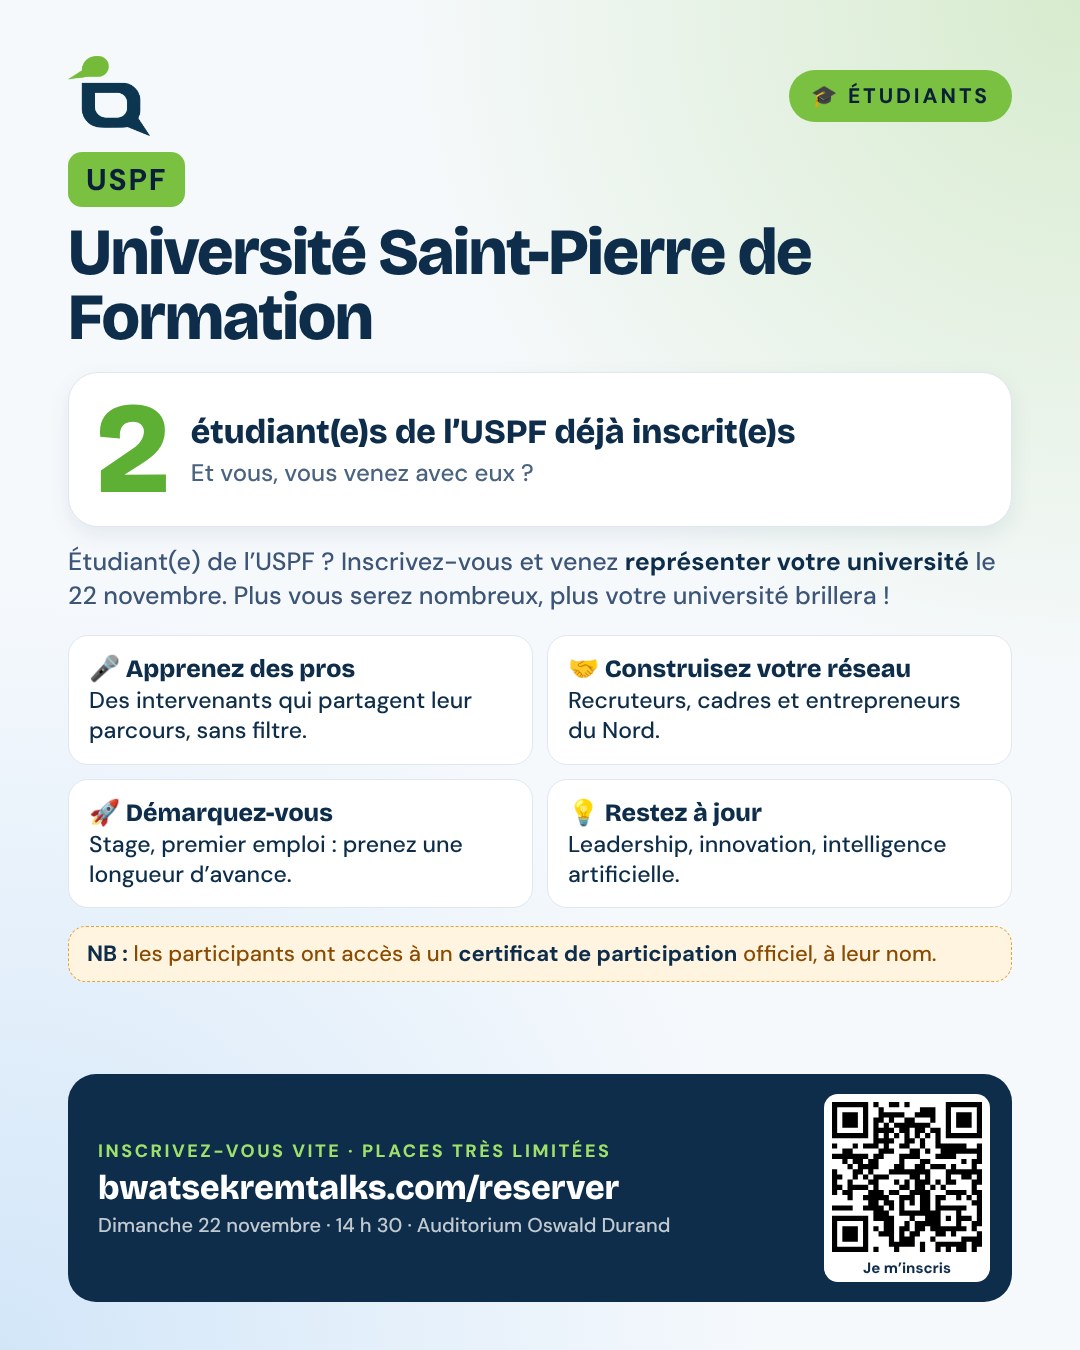 🎓 ÉTUDIANTS
USPF
Université Saint-Pierre de
Formation
2
étudiant(e)s de l’USPF déjà inscrit(e)s
Et vous, vous venez avec eux ?
Étudiant(e) de l’USPF ? Inscrivez-vous et venez représenter votre université le
22 novembre. Plus vous serez nombreux, plus votre université brillera !
🎤 Apprenez des pros
Des intervenants qui partagent leur
parcours, sans filtre.
🤝 Construisez votre réseau
Recruteurs, cadres et entrepreneurs
du Nord.
🚀 Démarquez-vous
Stage, premier emploi : prenez une
longueur d’avance.
💡 Restez à jour
Leadership, innovation, intelligence
artificielle.
NB : les participants ont accès à un certificat de participation officiel, à leur nom.
INSCRIVEZ-VOUS VITE · PLACES TRÈS LIMITÉES
bwatsekremtalks.com/reserver
Dimanche 22 novembre · 14 h 30 · Auditorium Oswald Durand
Je m’inscris